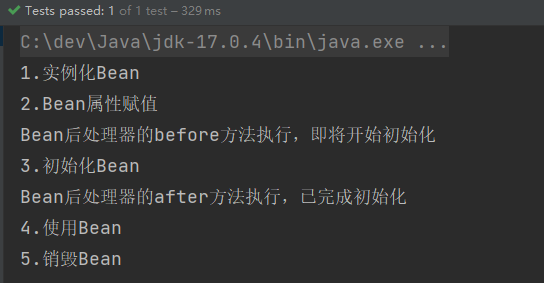 Tests passed: 1 of 1 test – 329 ms
C:\dev\Java\jdk-17.0.4\bin\java.exe ...
1.实例化Bean
2.Bean属性赋值
Bean后处理器的before方法执行，即将开始初始化
3.初始化Bean
Bean后处理器的after方法执行，已完成初始化
4.使用Bean
5.销毁Bean